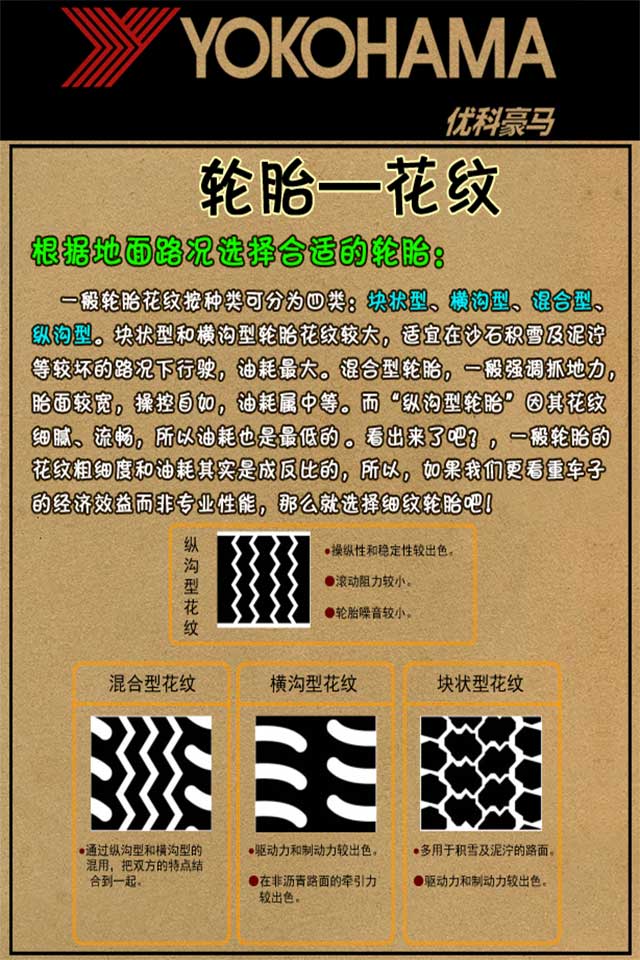 YOKOHAMA
优科豪马
轮胎—花纹
根据地面路况选择合适的轮胎：
一般轮胎花纹按种类可分为四类：块状型、横沟型、混合型、
纵沟型。块状型和横沟型轮胎花纹较大，适宜在沙石积雪及泥泞
等较坏的路况下行驶，油耗最大。混合型轮胎，一般强调抓地力，
胎面较宽，操控自如，油耗属中等。而“纵沟型轮胎”因其花纹
细腻、流畅，所以油耗也是最低的。看出来了吧？，一般轮胎的
花纹粗细度和油耗其实是成反比的，所以，如果我们更看重车子
的经济效益而非专业性能，那么就选择细纹轮胎吧！
纵沟型花纹
●操纵性和稳定性较出色。
●滚动阻力较小。
●轮胎噪音较小。
混合型花纹
●通过纵沟型和横沟型的
混用，把双方的特点结
合到一起。
横沟型花纹
●驱动力和制动力较出色。
●在非沥青路面的牵引力
较出色。
块状型花纹
●多用于积雪及泥泞的路面。
●驱动力和制动力较出色。